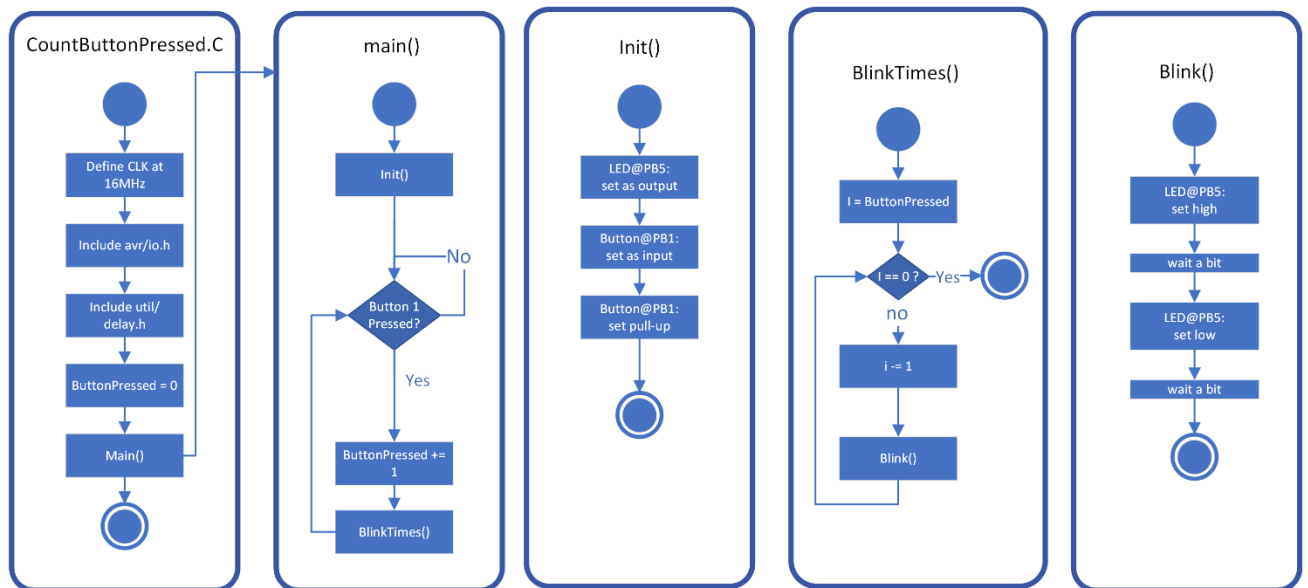 CountButtonPressed.C
Define CLK at
16MHz
Include avr/io.h
Include util/
delay.h
ButtonPressed = 0
Main()
main()
Init()
No
Button 1
Pressed?
Yes
ButtonPressed +=
1
BlinkTimes()
Init()
LED@PB5:
set as output
Button@PB1:
set as input
Button@PB1:
set pull-up
BlinkTimes()
I = ButtonPressed
I == 0 ?
Yes
no
i -= 1
Blink()
Blink()
LED@PB5:
set high
wait a bit
LED@PB5:
set low
wait a bit